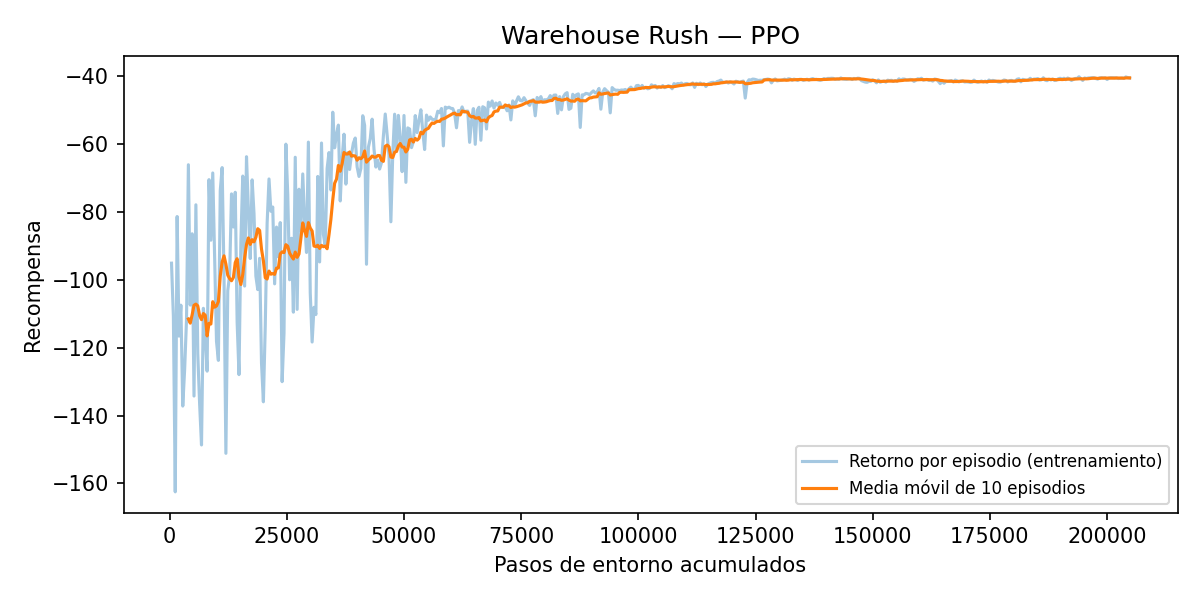 Warehouse Rush — PPO
Recompensa
−40
−60
−80
−100
−120
−140
−160
Retorno por episodio (entrenamiento)
Media móvil de 10 episodios
0 25000 50000 75000 100000 125000 150000 175000 200000
Pasos de entorno acumulados